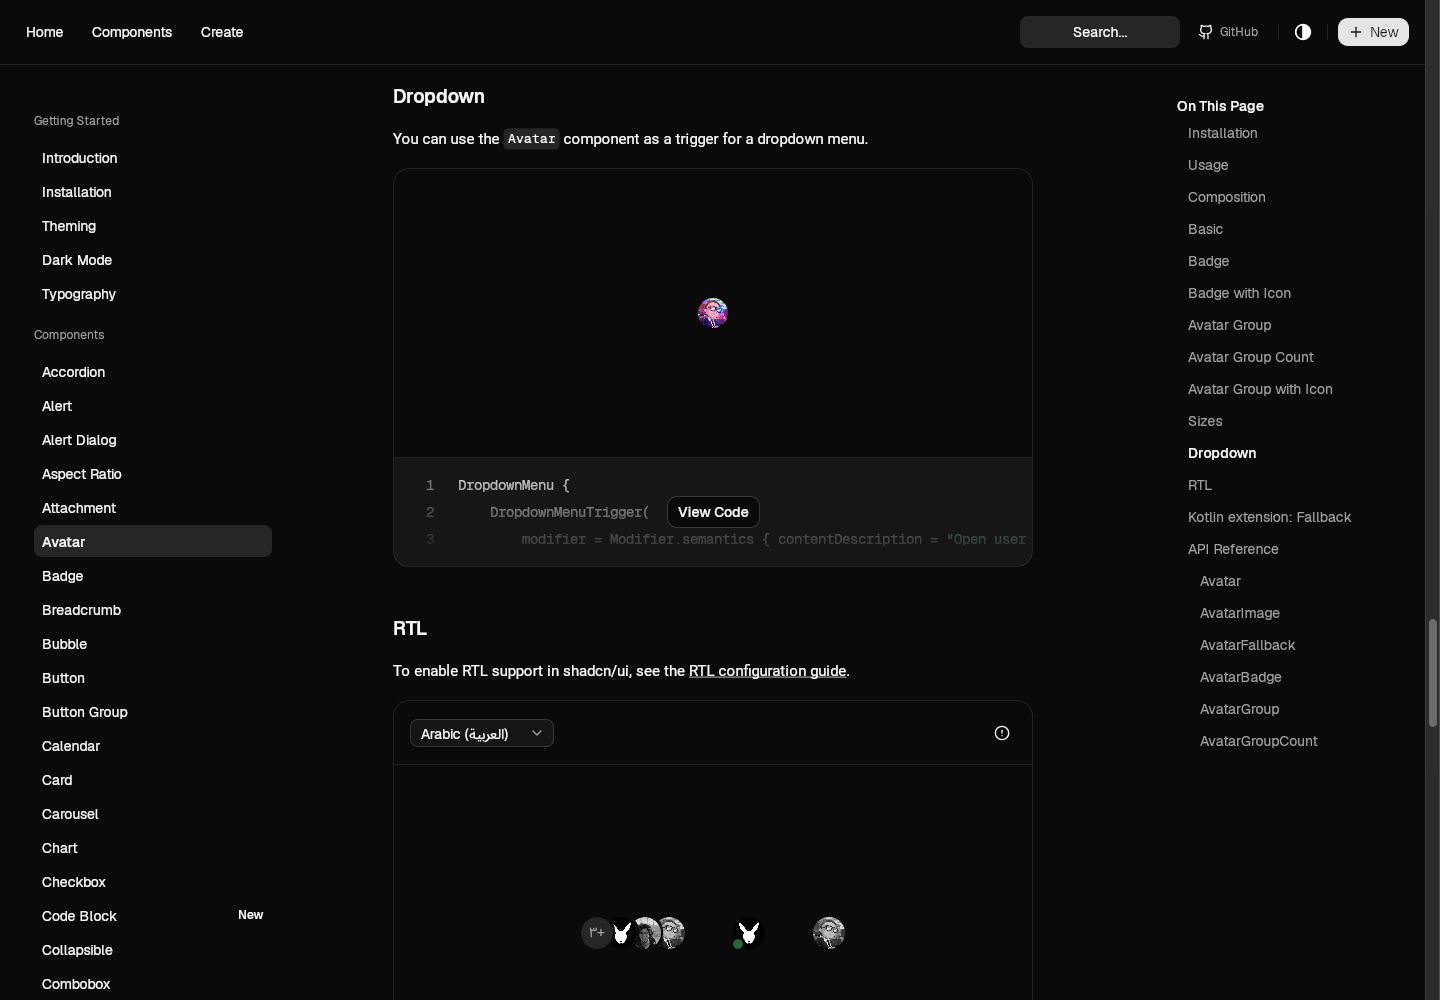 Home
Components
Create
Search...
GitHub
New
Getting Started
Introduction
Installation
Theming
Dark Mode
Typography
Components
Accordion
Alert
Alert Dialog
Aspect Ratio
Attachment
Avatar
Badge
Breadcrumb
Bubble
Button
Button Group
Calendar
Card
Carousel
Chart
Checkbox
Code Block
New
Collapsible
Combobox
Dropdown
You can use the Avatar component as a trigger for a dropdown menu.
1 DropdownMenu {
2 DropdownMenuTrigger(
View Code
3 modifier = Modifier.semantics { contentDescription = "Open user
RTL
To enable RTL support in shadcn/ui, see the RTL configuration guide.
Arabic (العربية)
+٣
On This Page
Installation
Usage
Composition
Basic
Badge
Badge with Icon
Avatar Group
Avatar Group Count
Avatar Group with Icon
Sizes
Dropdown
RTL
Kotlin extension: Fallback
API Reference
Avatar
AvatarImage
AvatarFallback
AvatarBadge
AvatarGroup
AvatarGroupCount